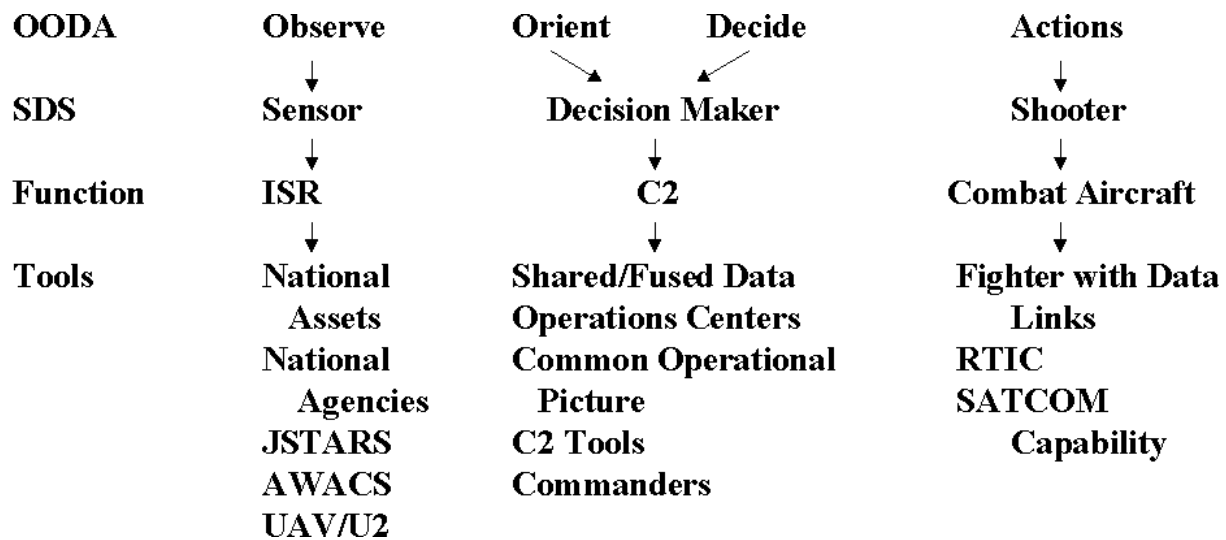 OODA Observe Orient Decide Actions
SDS Sensor Decision Maker Shooter
Function ISR C2 Combat Aircraft
Tools National Shared/Fused Data Fighter with Data
Assets Operations Centers Links
National Common Operational RTIC
Agencies Picture SATCOM
JSTARS C2 Tools Capability
AWACS Commanders
UAV/U2